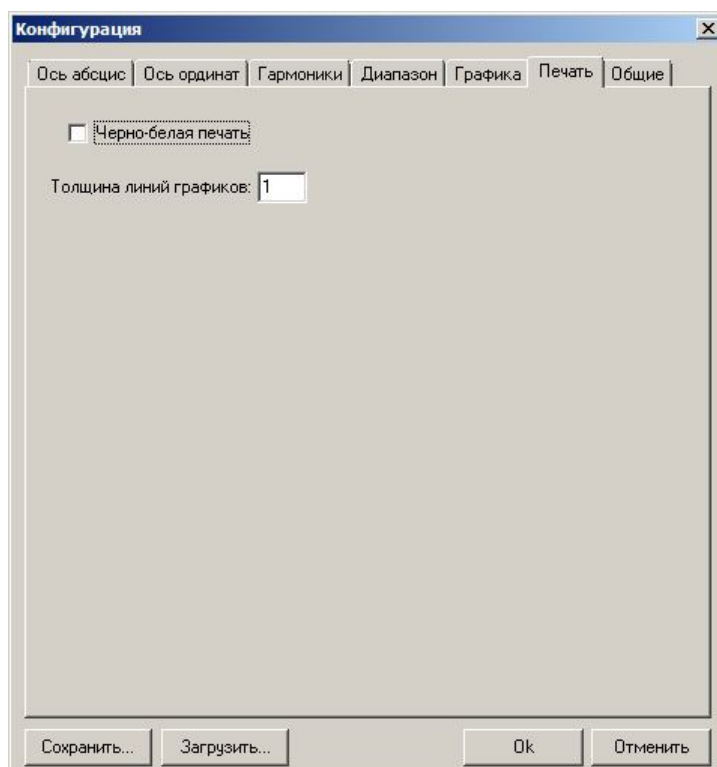 Конфигурация
Ось абсцис Ось ординат Гармоники Диапазон Графика Печать Общие
Черно-белая печать
Толщина линий графиков: 1
Сохранить... Загрузить... Ok Отменить